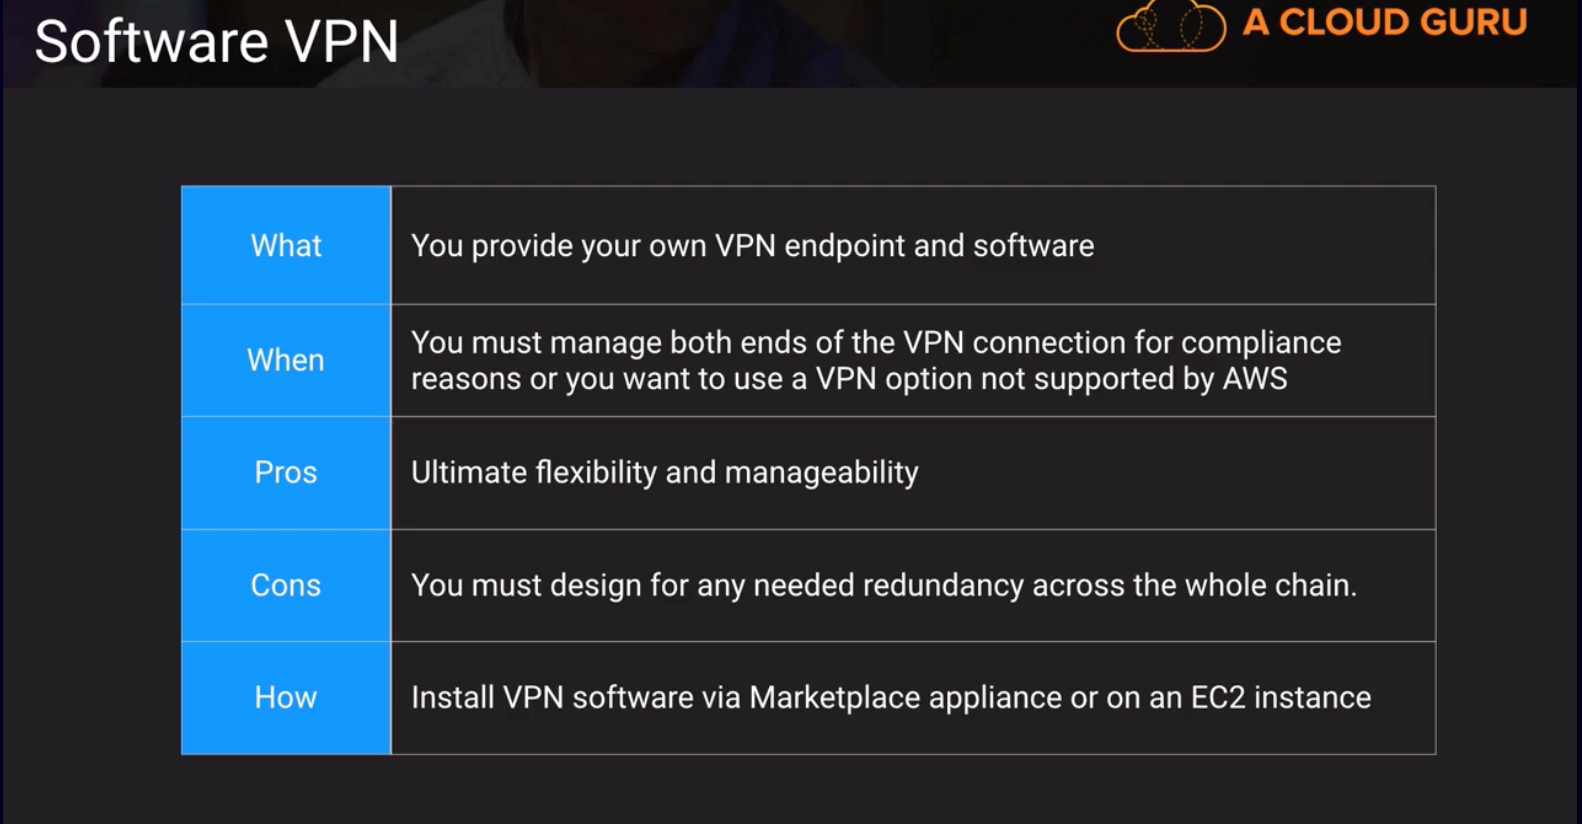 Software VPN
A CLOUD GURU
What
You provide your own VPN endpoint and software
When
You must manage both ends of the VPN connection for compliance
reasons or you want to use a VPN option not supported by AWS
Pros
Ultimate flexibility and manageability
Cons
You must design for any needed redundancy across the whole chain.
How
Install VPN software via Marketplace appliance or on an EC2 instance